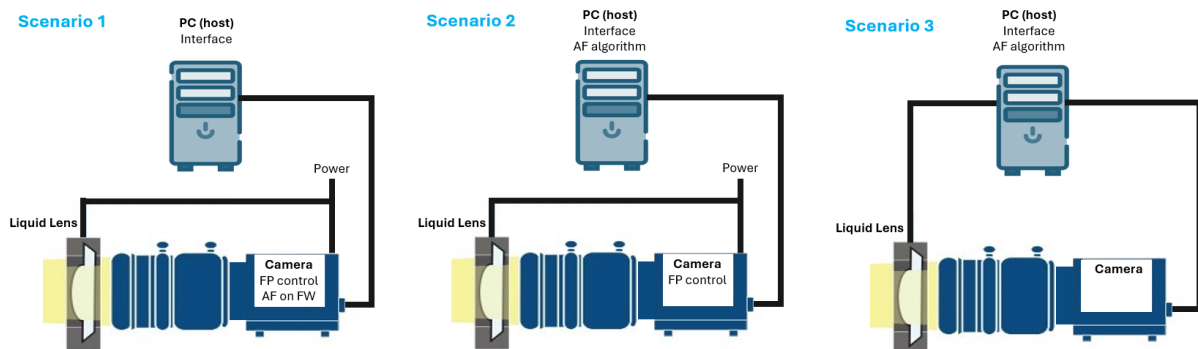 Scenario 1
PC (host)
Interface
Power
Liquid Lens
Camera
FP control
AF on FW
Scenario 2
PC (host)
Interface
AF algorithm
Power
Liquid Lens
Camera
FP control
Scenario 3
PC (host)
Interface
AF algorithm
Liquid Lens
Camera